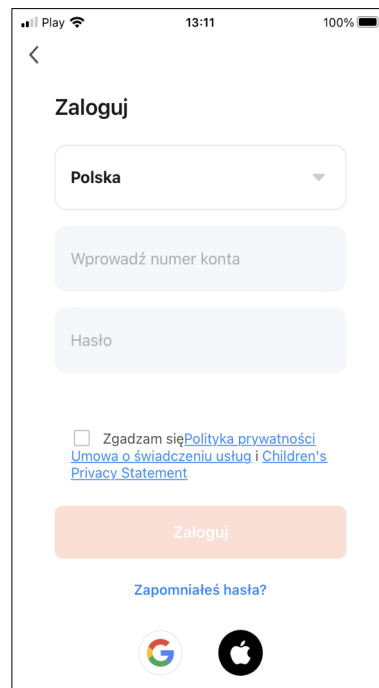 Play 13:11 100%
Zaloguj
Polska
Wprowadź numer konta
Hasło
Zgadzam sięPolityka prywatności
Umowa o świadczeniu usług i Children's
Privacy Statement
Zaloguj
Zapomniałeś hasła?